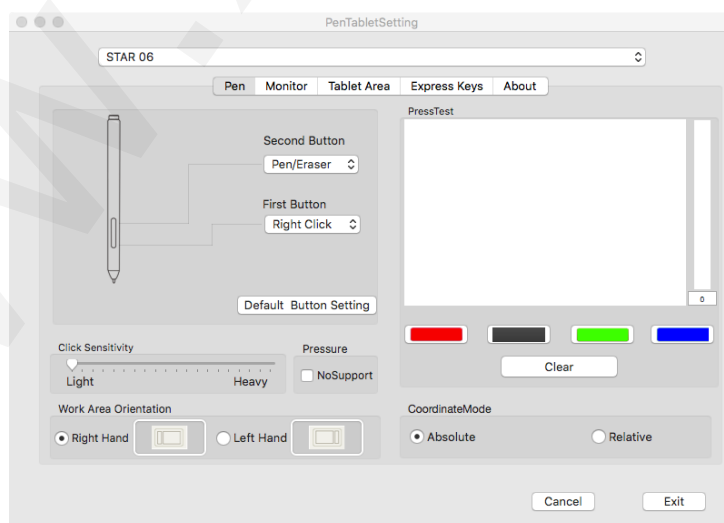 PenTabletSetting
STAR 06
Pen Monitor Tablet Area Express Keys About
Second Button
Pen/Eraser
First Button
Right Click
Default Button Setting
PressTest
0
Clear
Click Sensitivity
Light Heavy
Pressure
NoSupport
Work Area Orientation
Right Hand Left Hand
CoordinateMode
Absolute Relative
Cancel Exit